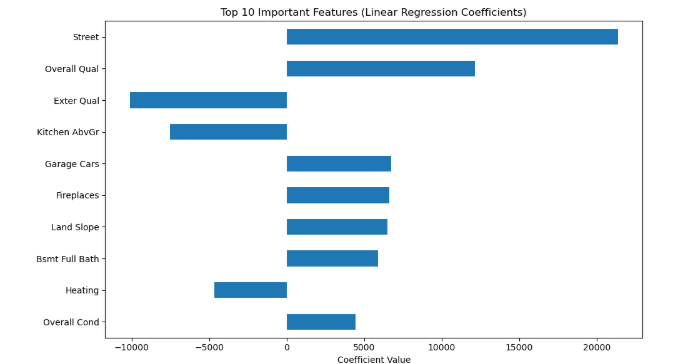 Top 10 Important Features (Linear Regression Coefficients)
Street
Overall Qual
Exter Qual
Kitchen AbvGr
Garage Cars
Fireplaces
Land Slope
Bsmt Full Bath
Heating
Overall Cond
−10000 −5000 0 5000 10000 15000 20000
Coefficient Value